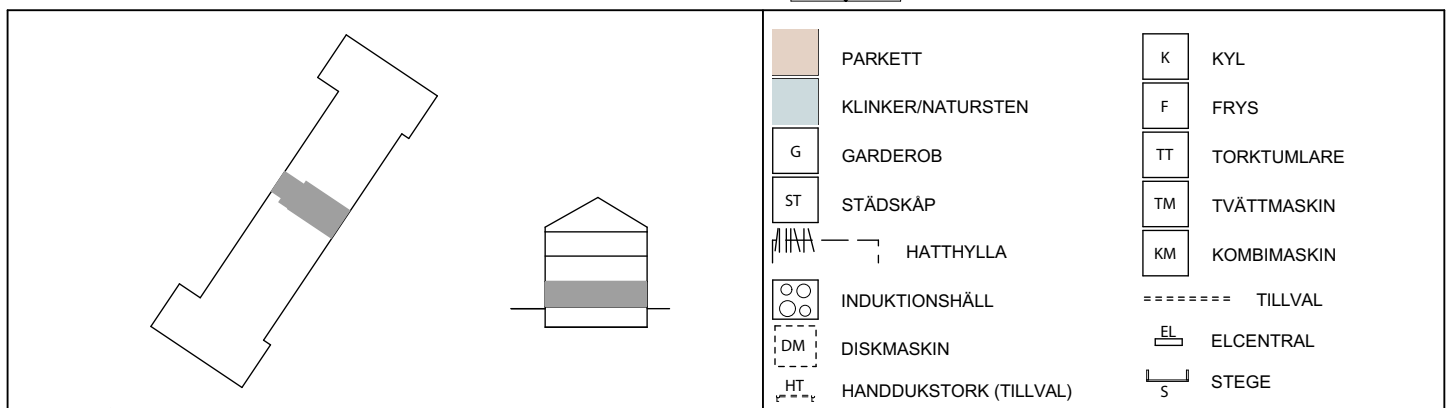 PARKETT
KLINKER/NATURSTEN
G GARDEROB
ST STÄDSKÅP
HATTHYLLA
INDUKTIONSHÄLL
DM DISKMASKIN
HT HANDDUKSTORK (TILLVAL)
K KYL
F FRYS
TT TORKTUMLARE
TM TVÄTTMASKIN
KM KOMBIMASKIN
TILLVAL
EL ELCENTRAL
S STEGE